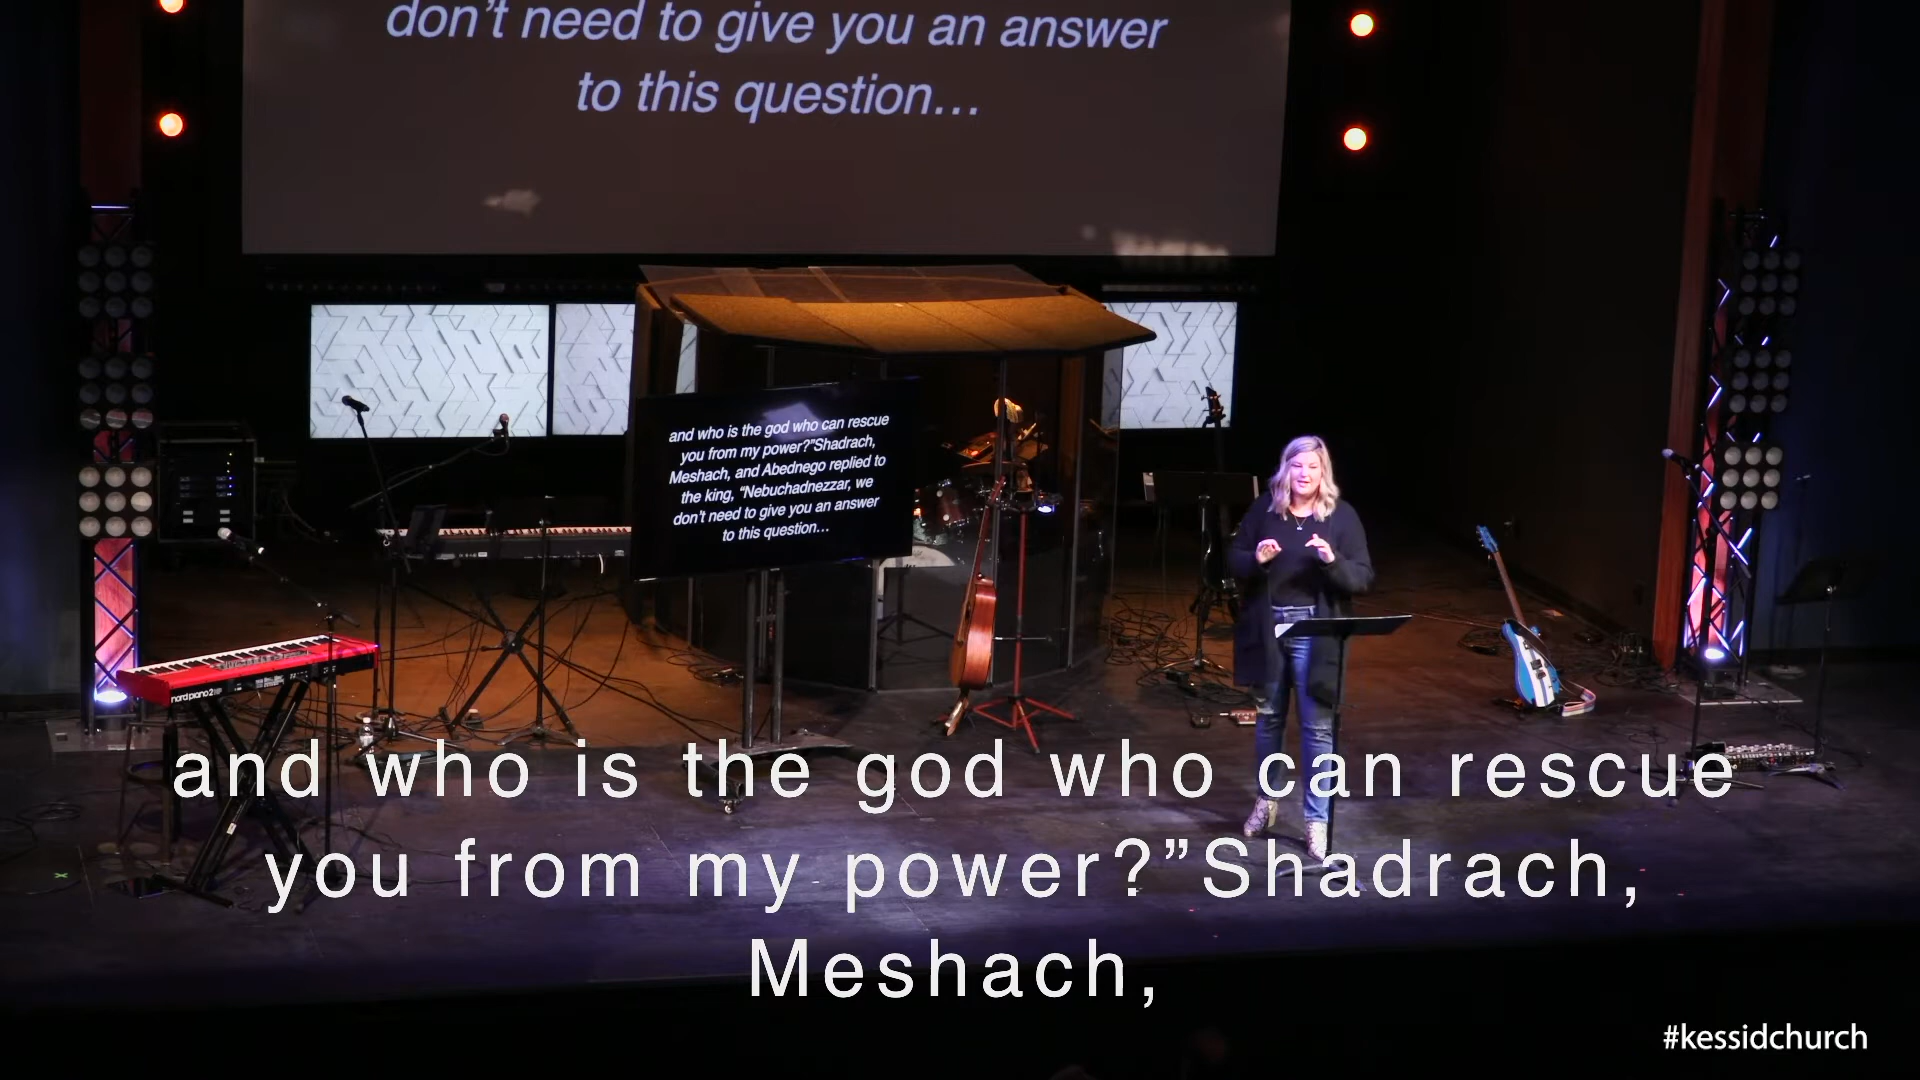 don't need to give you an answer
to this question...
and who is the god who can rescue
you from my power?"Shadrach,
Meshach, and Abednego replied to
the king, "Nebuchadnezzar, we
don't need to give you an answer
to this question...
nord piano 2 HP
and who is the god who can rescue
you from my power?”Shadrach,
Meshach,
#kessidchurch